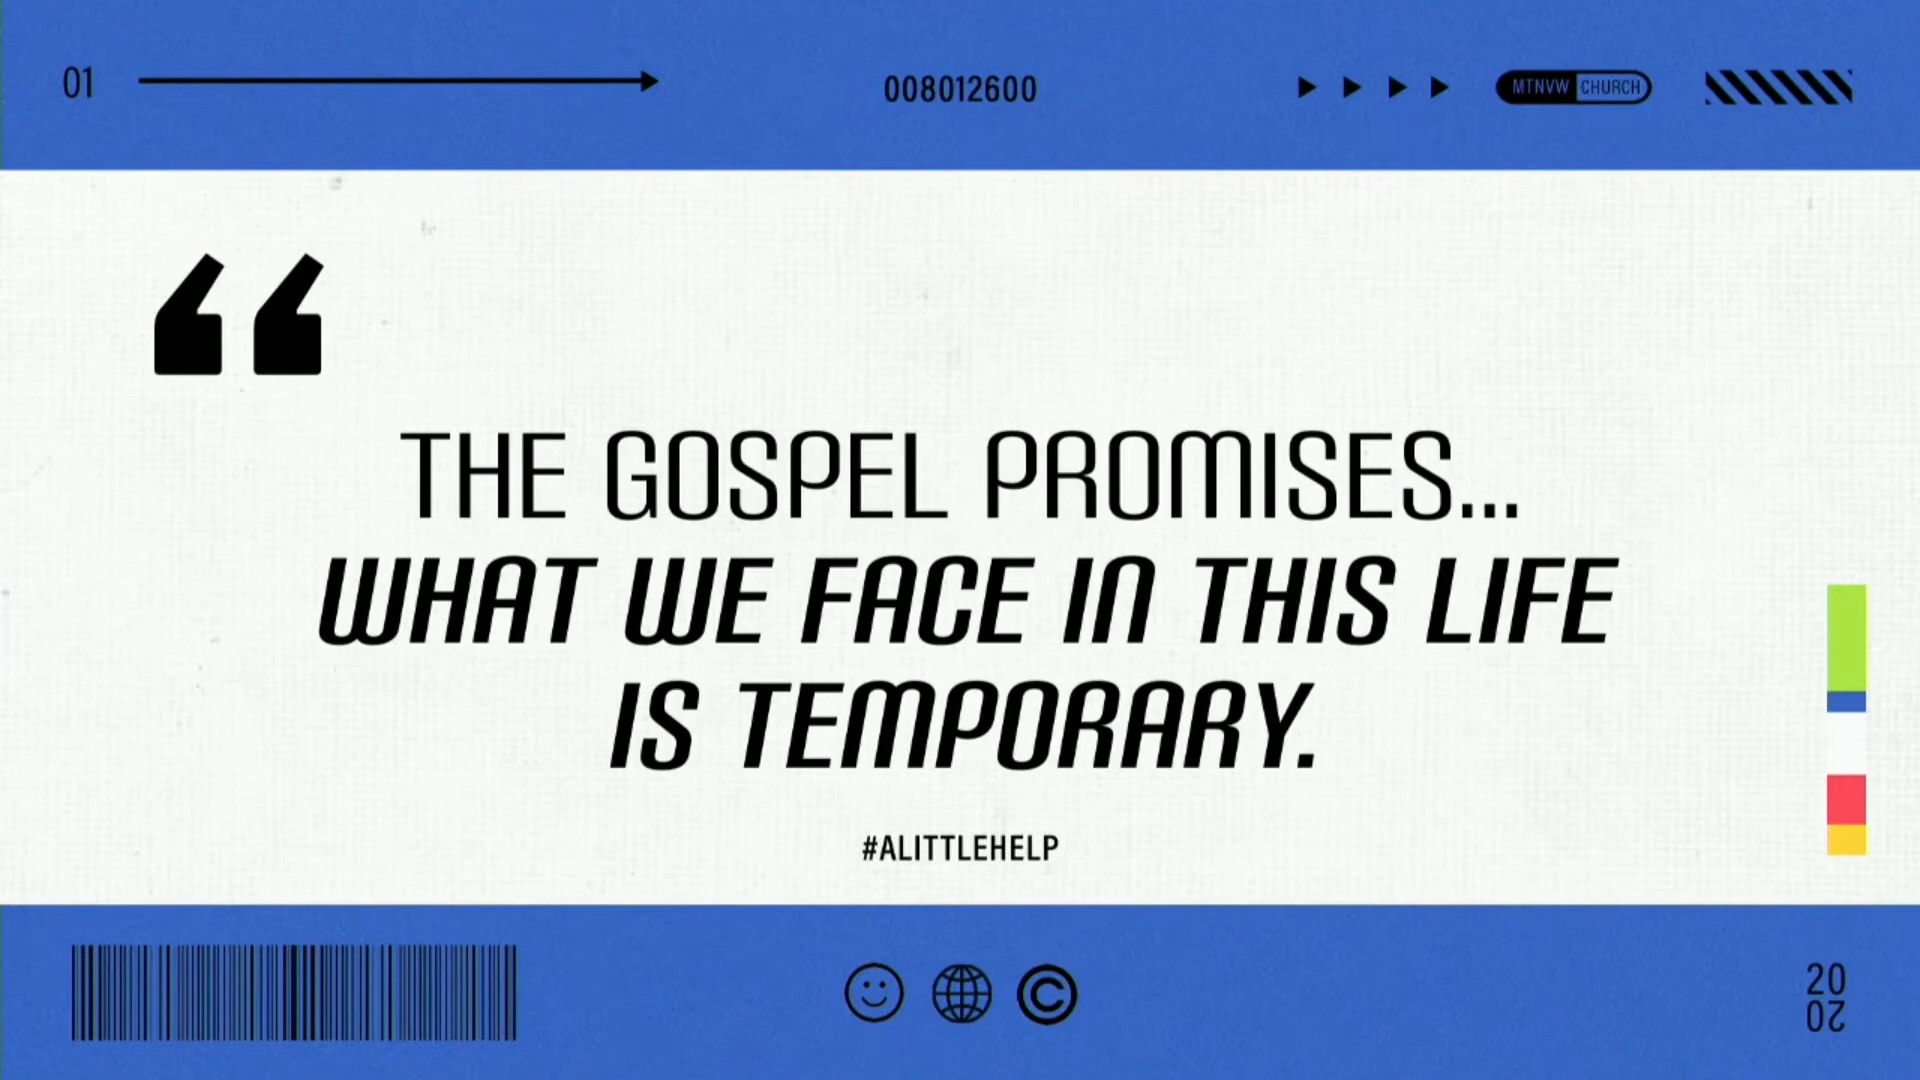 01
008012600
MTNVW CHURCH
“
THE GOSPEL PROMISES...
WHAT WE FACE IN THIS LIFE
IS TEMPORARY.
#ALITTLEHELP
©
20
20